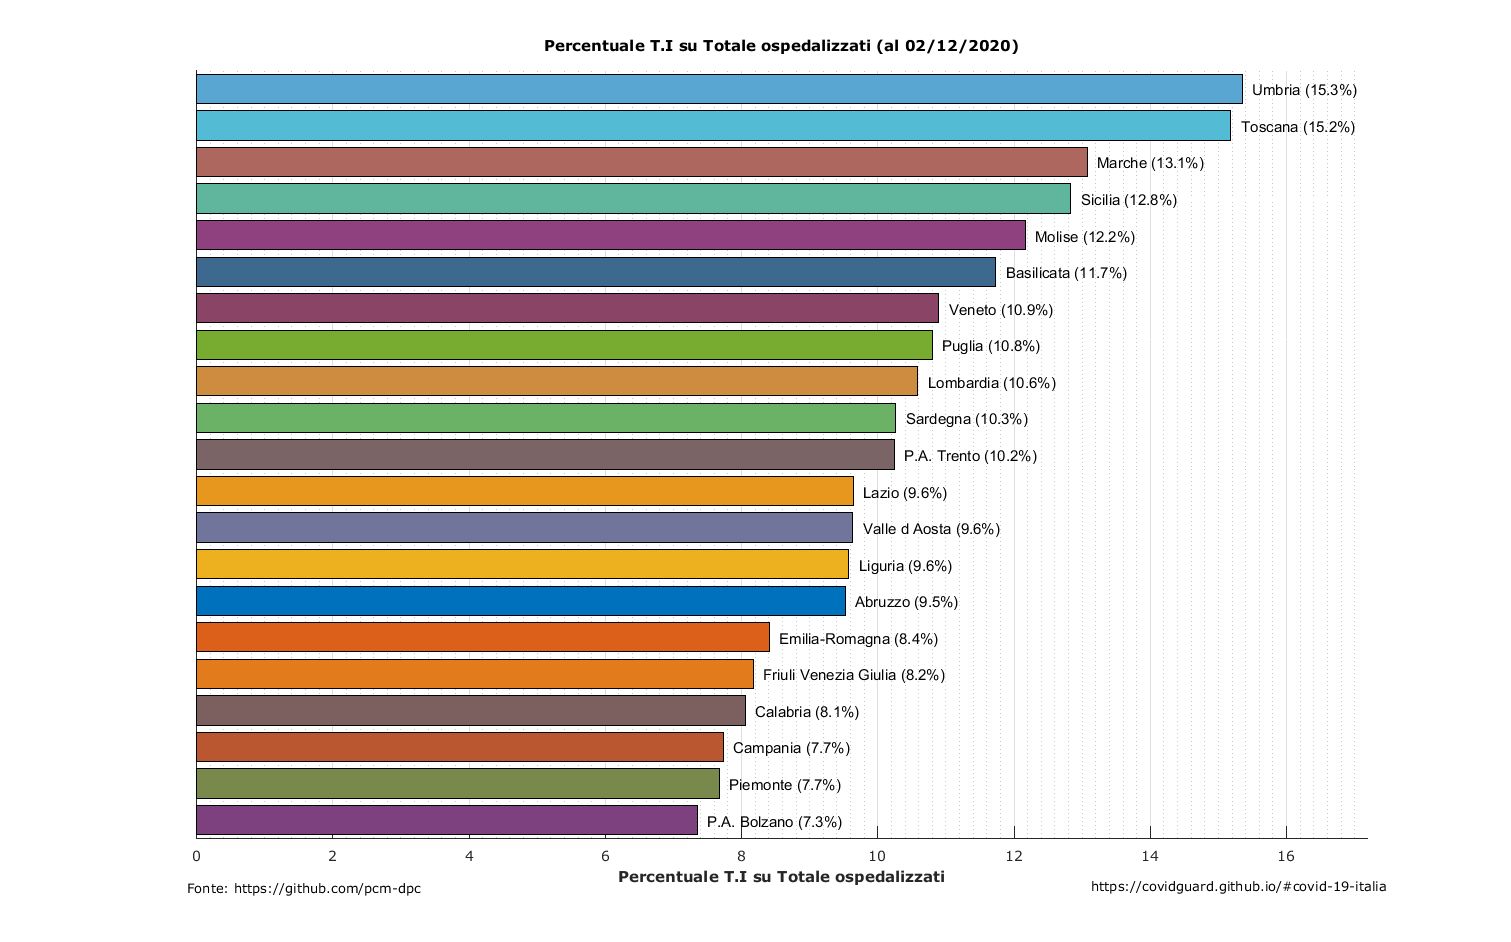 Percentuale T.I su Totale ospedalizzati (al 02/12/2020)
Umbria (15.3%)
Toscana (15.2%)
Marche (13.1%)
Sicilia (12.8%)
Molise (12.2%)
Basilicata (11.7%)
Veneto (10.9%)
Puglia (10.8%)
Lombardia (10.6%)
Sardegna (10.3%)
P.A. Trento (10.2%)
Lazio (9.6%)
Valle d Aosta (9.6%)
Liguria (9.6%)
Abruzzo (9.5%)
Emilia-Romagna (8.4%)
Friuli Venezia Giulia (8.2%)
Calabria (8.1%)
Campania (7.7%)
Piemonte (7.7%)
P.A. Bolzano (7.3%)
0 2 4 6 8 10 12 14 16
Percentuale T.I su Totale ospedalizzati
Fonte: https://github.com/pcm-dpc
https://covidguard.github.io/#covid-19-italia